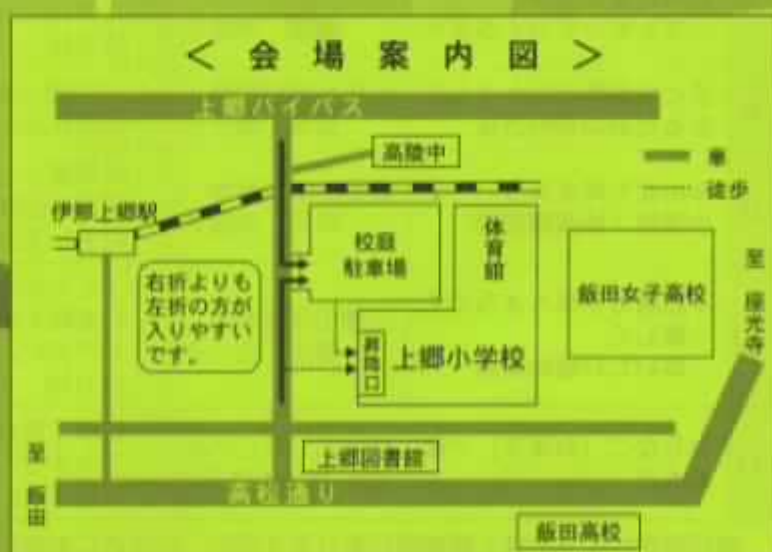 ＜ 会 場 案 内 図 ＞
上郷バイパス
高陵中
車
徒歩
伊那上郷駅
校庭
駐車場
体育館
飯田女子高校
至 座光寺
右折よりも
左折の方が
入りやすい
です。
昇降口
上郷小学校
上郷図書館
至 飯田
高松通り
飯田高校